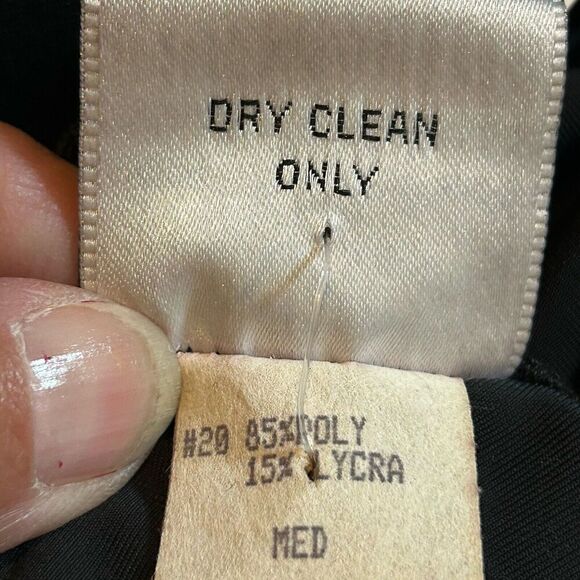 DRY CLEAN
ONLY
#20 85% POLY
15% LYCRA
MED